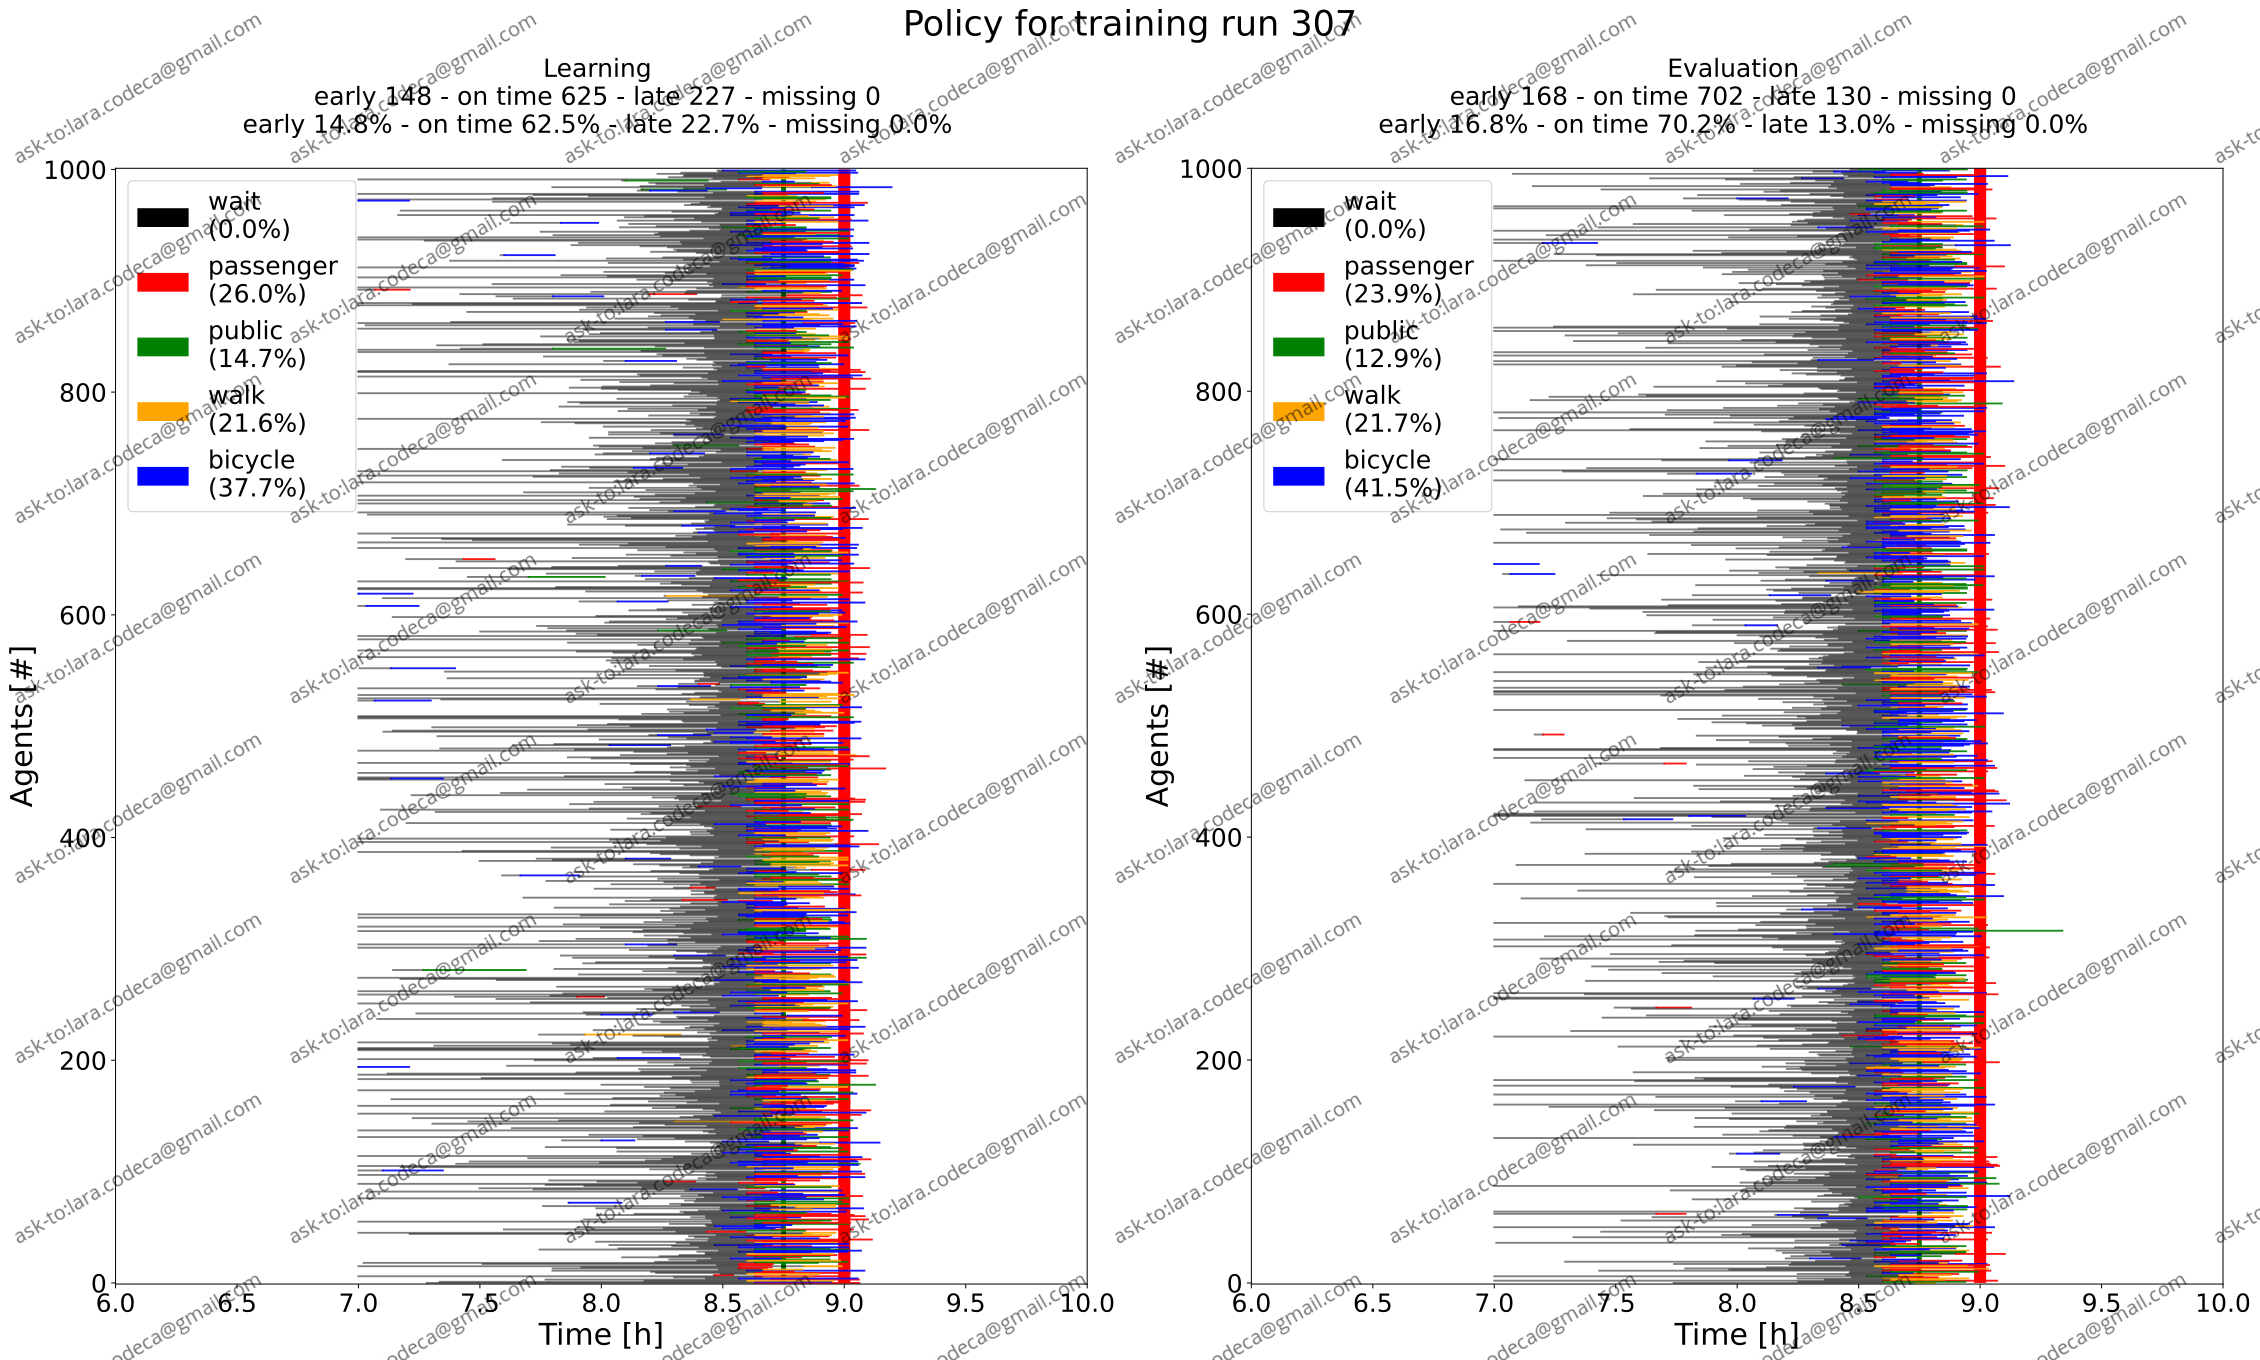 Policy for training run 307
Learning
early 148 - on time 625 - late 227 - missing 0
early 14.8% - on time 62.5% - late 22.7% - missing 0.0%
1000
800
600
400
200
0
Agents [#]
wait
(0.0%)
passenger
(26.0%)
public
(14.7%)
walk
(21.6%)
bicycle
(37.7%)
6.0 6.5 7.0 7.5 8.0 8.5 9.0 9.5 10.0
Time [h]
Evaluation
early 168 - on time 702 - late 130 - missing 0
early 16.8% - on time 70.2% - late 13.0% - missing 0.0%
1000
800
600
400
200
0
Agents [#]
wait
(0.0%)
passenger
(23.9%)
public
(12.9%)
walk
(21.7%)
bicycle
(41.5%)
6.0 6.5 7.0 7.5 8.0 8.5 9.0 9.5 10.0
Time [h]
ask-to:lara.codeca@gmail.com